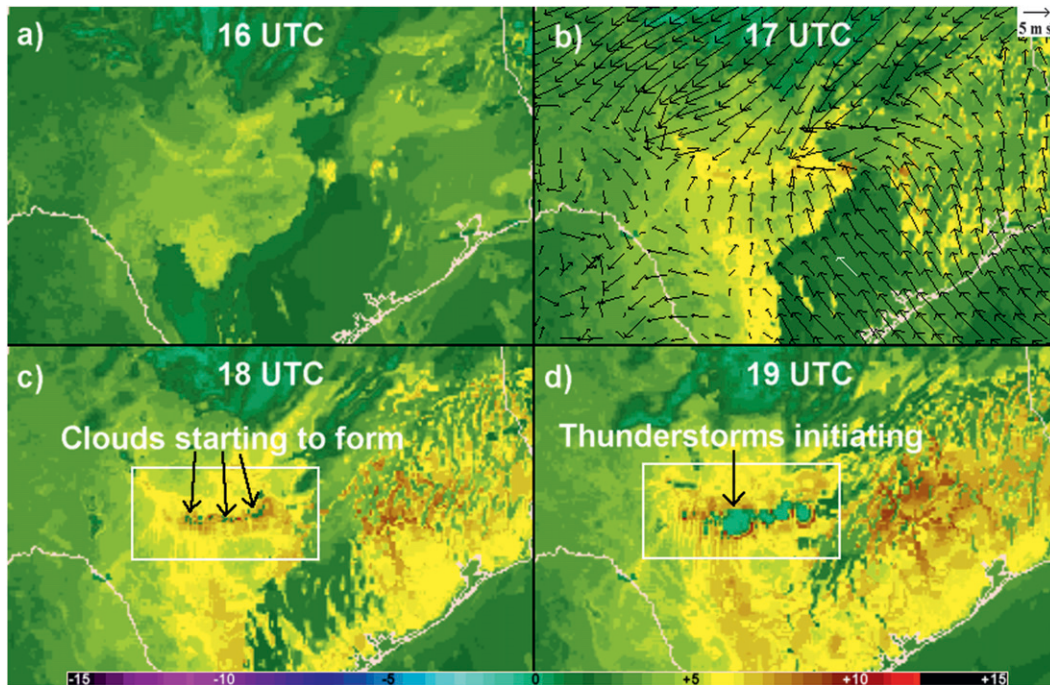 a) 16 UTC
b) 17 UTC
5 m s
c) 18 UTC
d) 19 UTC
Clouds starting to form
Thunderstorms initiating
-15 -10 -5 0 +5 +10 +15